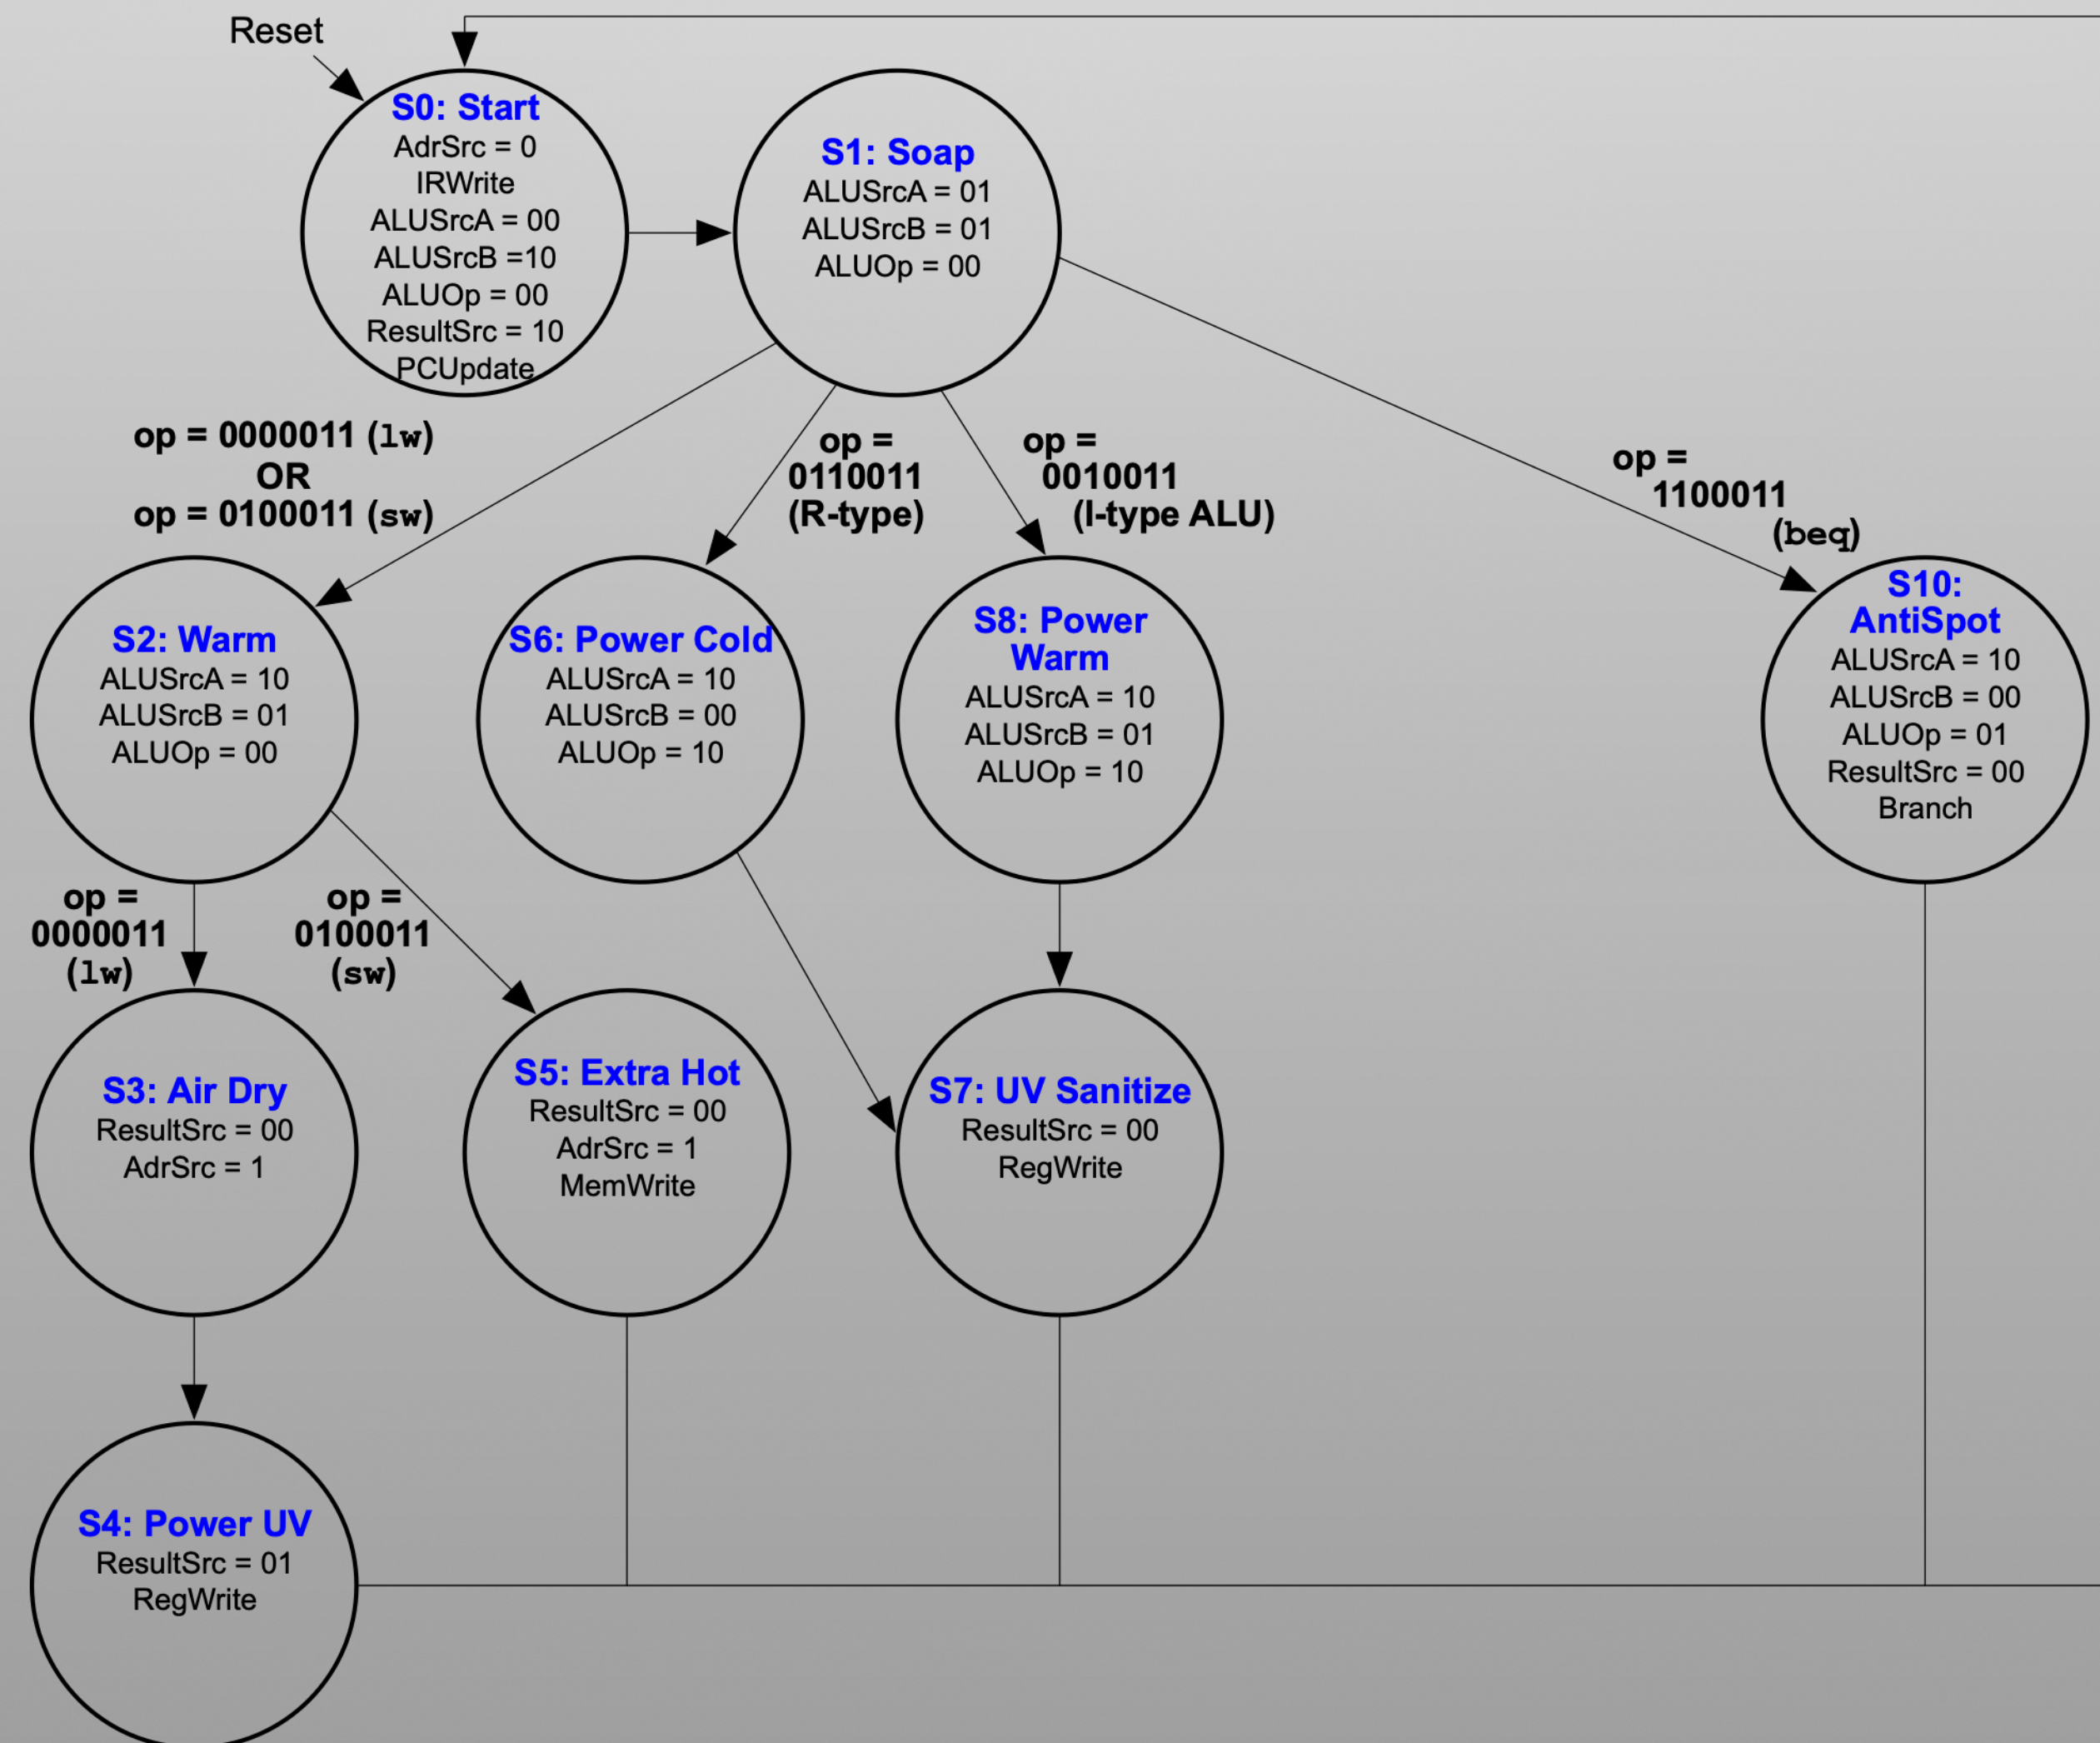 Reset
S0: Start
AdrSrc = 0
IRWrite
ALUSrcA = 00
ALUSrcB =10
ALUOp = 00
ResultSrc = 10
PCUpdate
S1: Soap
ALUSrcA = 01
ALUSrcB = 01
ALUOp = 00
op = 0000011 (lw)
OR
op = 0100011 (sw)
op =
0110011
(R-type)
op =
0010011
(I-type ALU)
op =
1100011
(beq)
S2: Warm
ALUSrcA = 10
ALUSrcB = 01
ALUOp = 00
S6: Power Cold
ALUSrcA = 10
ALUSrcB = 00
ALUOp = 10
S8: Power
Warm
ALUSrcA = 10
ALUSrcB = 01
ALUOp = 10
S10:
AntiSpot
ALUSrcA = 10
ALUSrcB = 00
ALUOp = 01
ResultSrc = 00
Branch
op =
0000011
(lw)
op =
0100011
(sw)
S3: Air Dry
ResultSrc = 00
AdrSrc = 1
S5: Extra Hot
ResultSrc = 00
AdrSrc = 1
MemWrite
S7: UV Sanitize
ResultSrc = 00
RegWrite
S4: Power UV
ResultSrc = 01
RegWrite